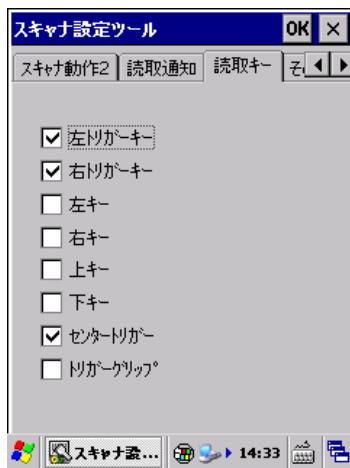 スキャナ設定ツール OK ×
スキャナ動作2 読取通知 読取キー そ
左トリガーキー
右トリガーキー
左キー
右キー
上キー
下キー
センタートリガー
トリガーグリップ
スキャナ設... 14:33